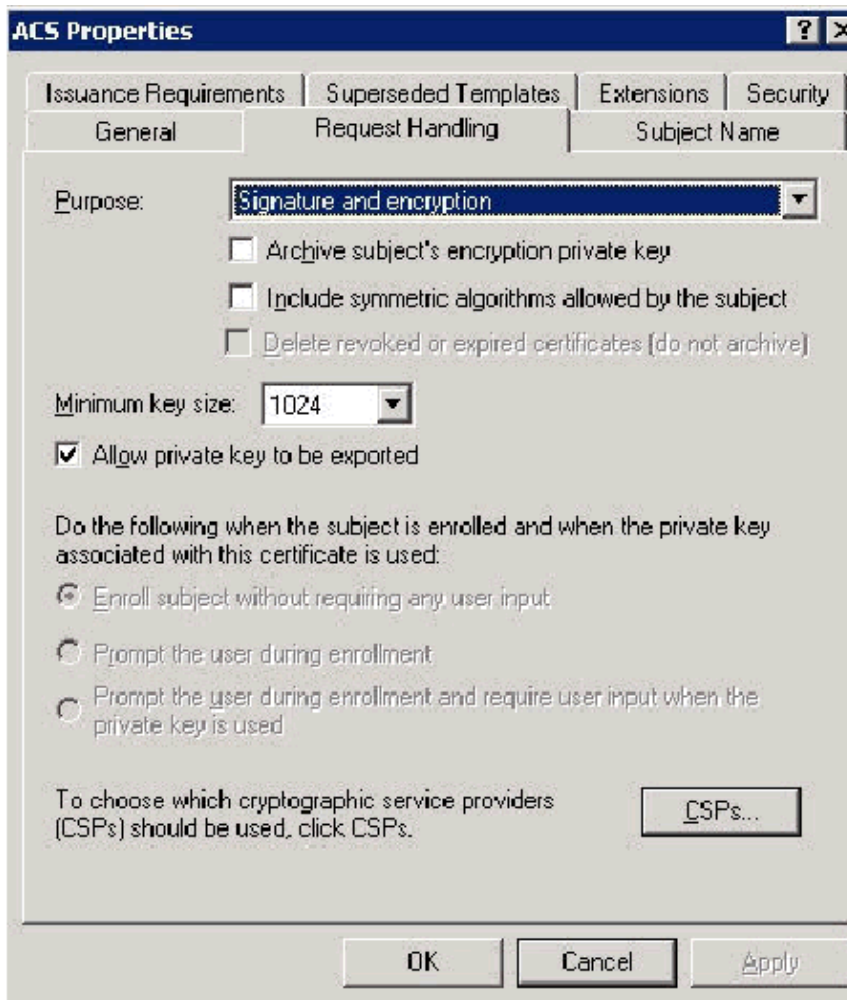 ACS Properties
Issuance Requirements Superseded Templates Extensions Security
General Request Handling Subject Name
Purpose: Signature and encryption
Archive subject's encryption private key
Include symmetric algorithms allowed by the subject
Delete revoked or expired certificates (do not archive)
Minimum key size: 1024
Allow private key to be exported
Do the following when the subject is enrolled and when the private key
associated with this certificate is used:
Enroll subject without requiring any user input
Prompt the user during enrollment
Prompt the user during enrollment and require user input when the
private key is used
To choose which cryptographic service providers
(CSPs) should be used, click CSPs.
CSPs...
OK Cancel Apply